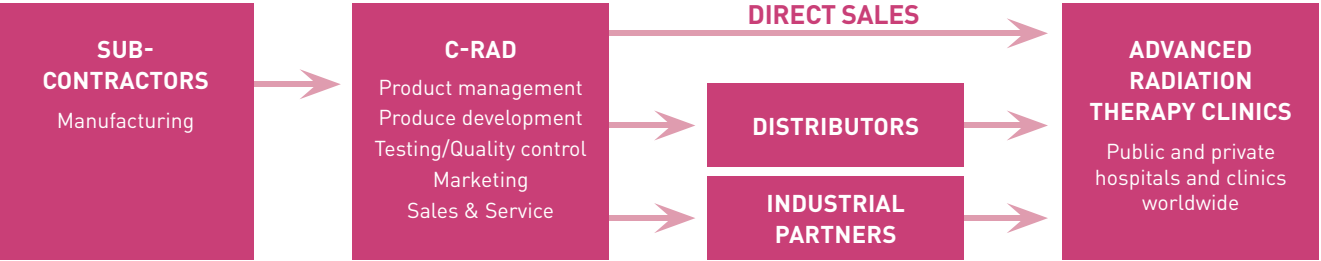 SUB-
CONTRACTORS
Manufacturing
C-RAD
Product management
Produce development
Testing/Quality control
Marketing
Sales & Service
DIRECT SALES
DISTRIBUTORS
INDUSTRIAL
PARTNERS
ADVANCED
RADIATION
THERAPY CLINICS
Public and private
hospitals and clinics
worldwide